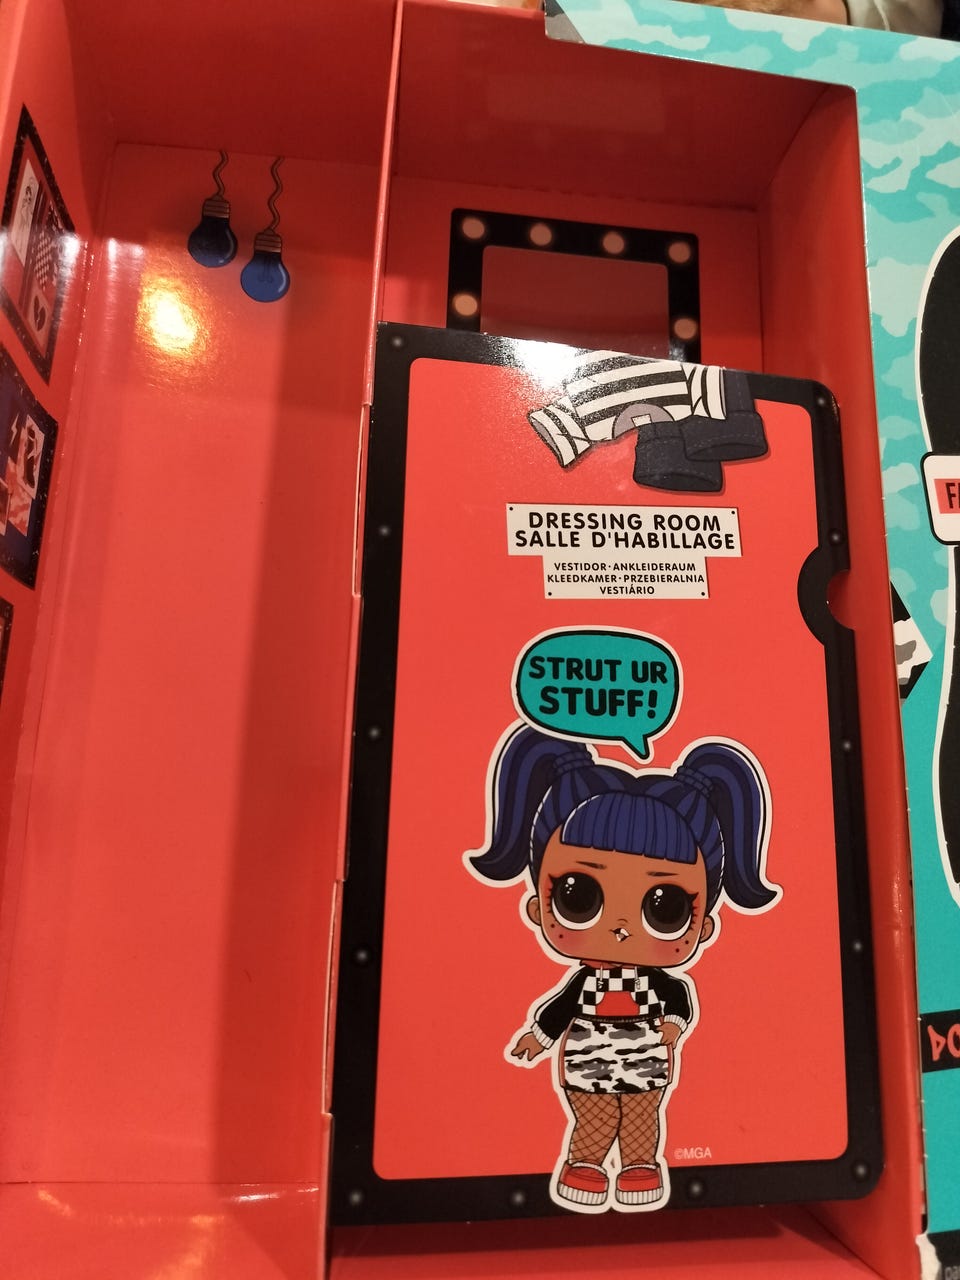 DRESSING ROOM
SALLE D'HABILLAGE
VESTIDOR · ANKLEIDERAUM
KLEEDKAMER · PRZEBIERALNIA
VESTIÁRIO
STRUT UR
STUFF!
©MGA